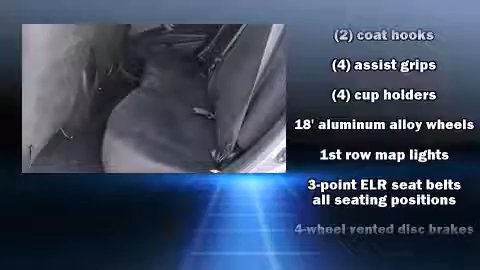 (2) coat hooks
(4) assist grips
(4) cup holders
18' aluminum alloy wheels
1st row map lights
3-point ELR seat belts
all seating positions
4-wheel vented disc brakes